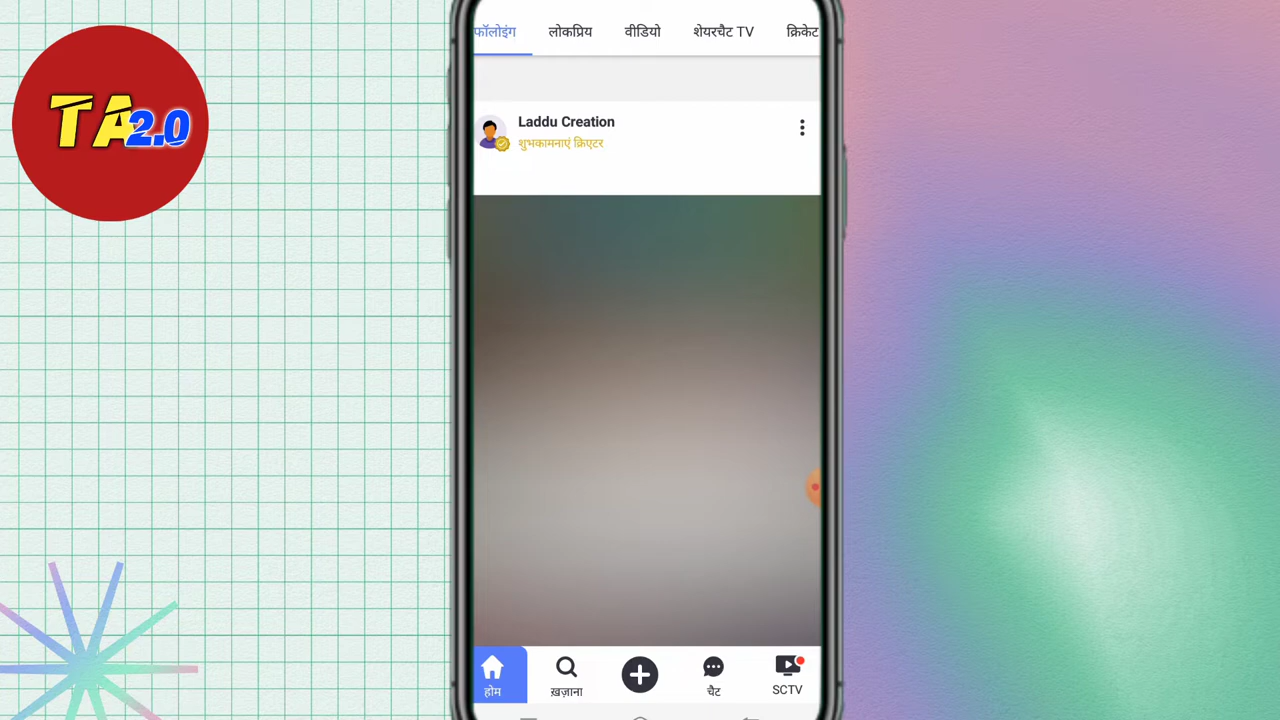 TA2.0
फॉलोइंग लोकप्रिय वीडियो शेयरचैट TV क्रिकेट
Laddu Creation
शुभकामनाएं क्रिएटर
होम ख़ज़ाना चैट SCTV